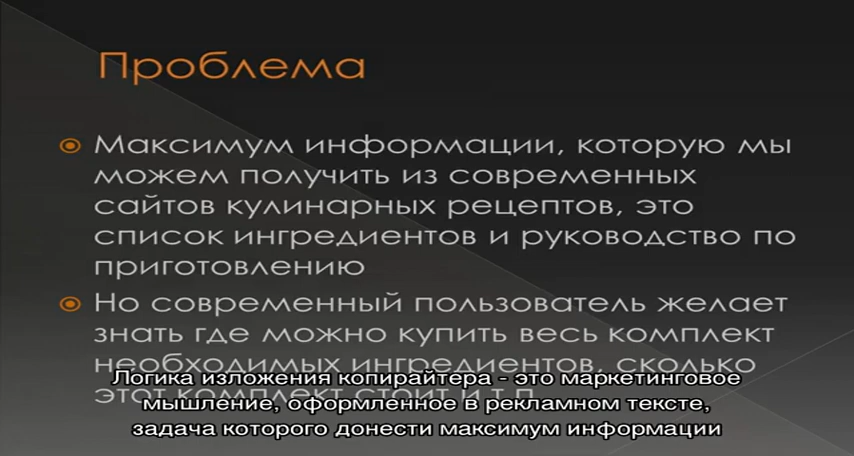 Проблема
Максимум информации, которую мы
можем получить из современных
сайтов кулинарных рецептов, это
список ингредиентов и руководство по
приготовлению
Но современный пользователь желает
знать где можно купить весь комплект
необходимых ингредиентов, сколько
этот комплект стоит и т.п.
Логика изложения копирайтера - это маркетинговое
мышление, оформленное в рекламном тексте,
задача которого донести максимум информации